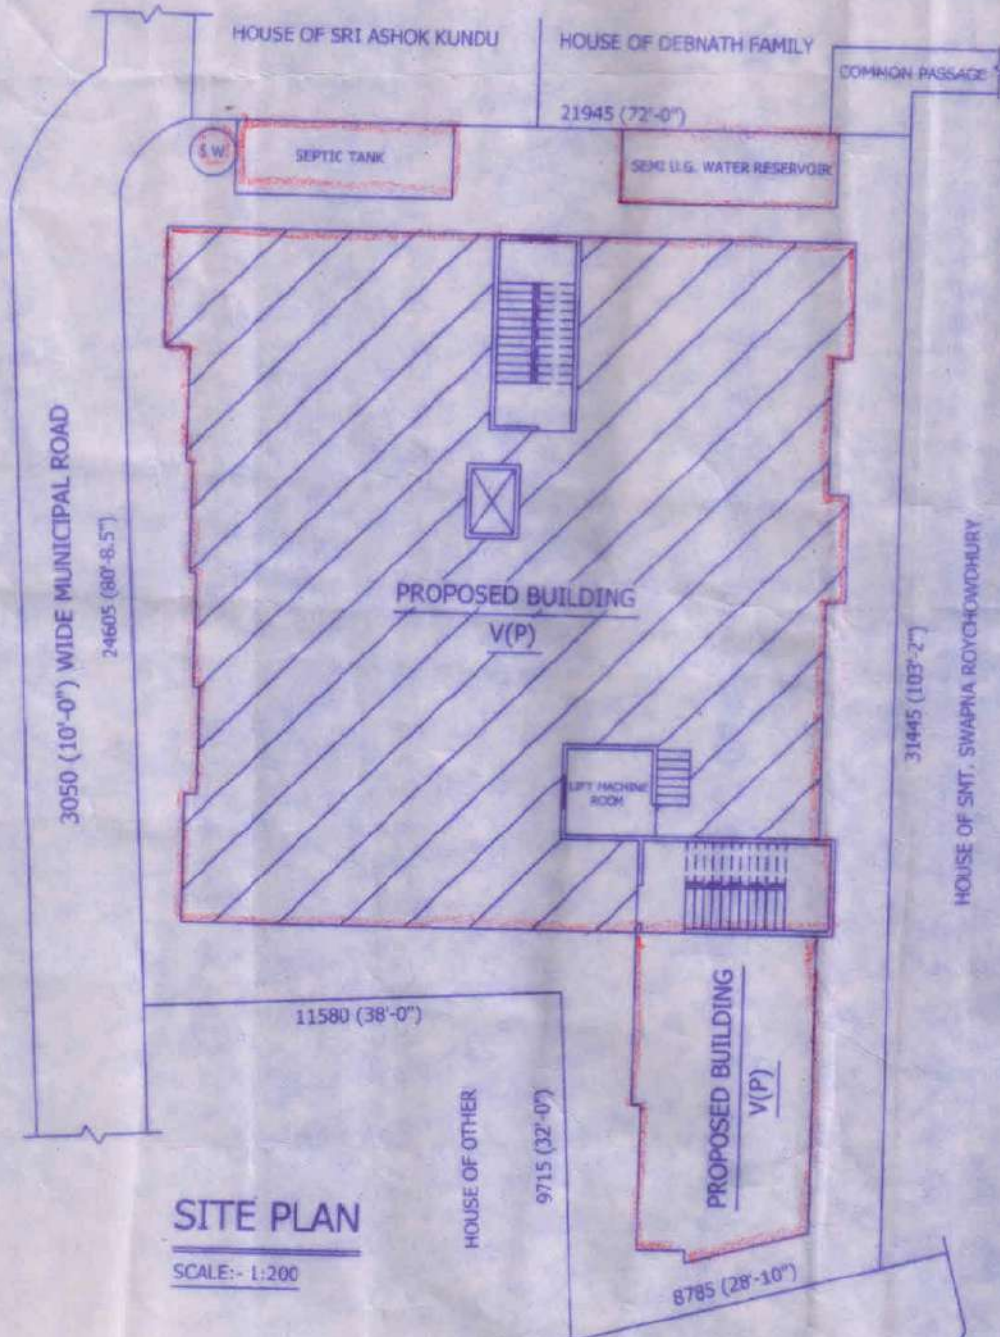 HOUSE OF SRI ASHOK KUNDU
HOUSE OF DEBNATH FAMILY
COMMON PASSAGE
21945 (72'-0")
S.W.
SEPTIC TANK
SEMI U.G. WATER RESERVOIR
3050 (10'-0") WIDE MUNICIPAL ROAD
24605 (80'-8.5")
PROPOSED BUILDING
V(P)
31445 (103'-2")
HOUSE OF SMT. SWAPNA ROYCHOWDHURY
LIFT MACHINE
ROOM
11580 (38'-0")
HOUSE OF OTHER
9715 (32'-0")
PROPOSED BUILDING
V(P)
8785 (28'-10")
SITE PLAN
SCALE:- 1:200